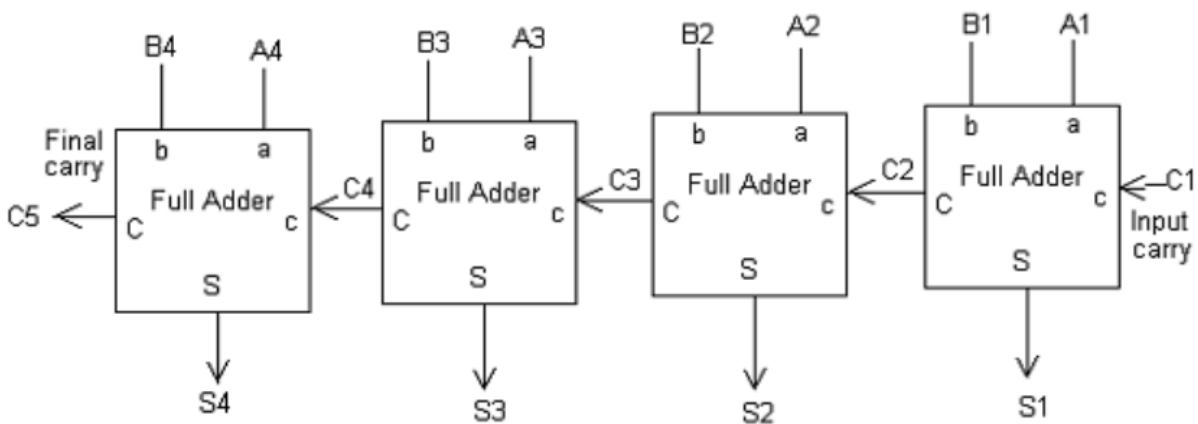 B4 A4 B3 A3 B2 A2 B1 A1
b a b a b a b a
Final
carry
Full Adder Full Adder Full Adder Full Adder
C5 C c C4 C c C3 C c C2 C c C1
Input
carry
S S S S
S4 S3 S2 S1